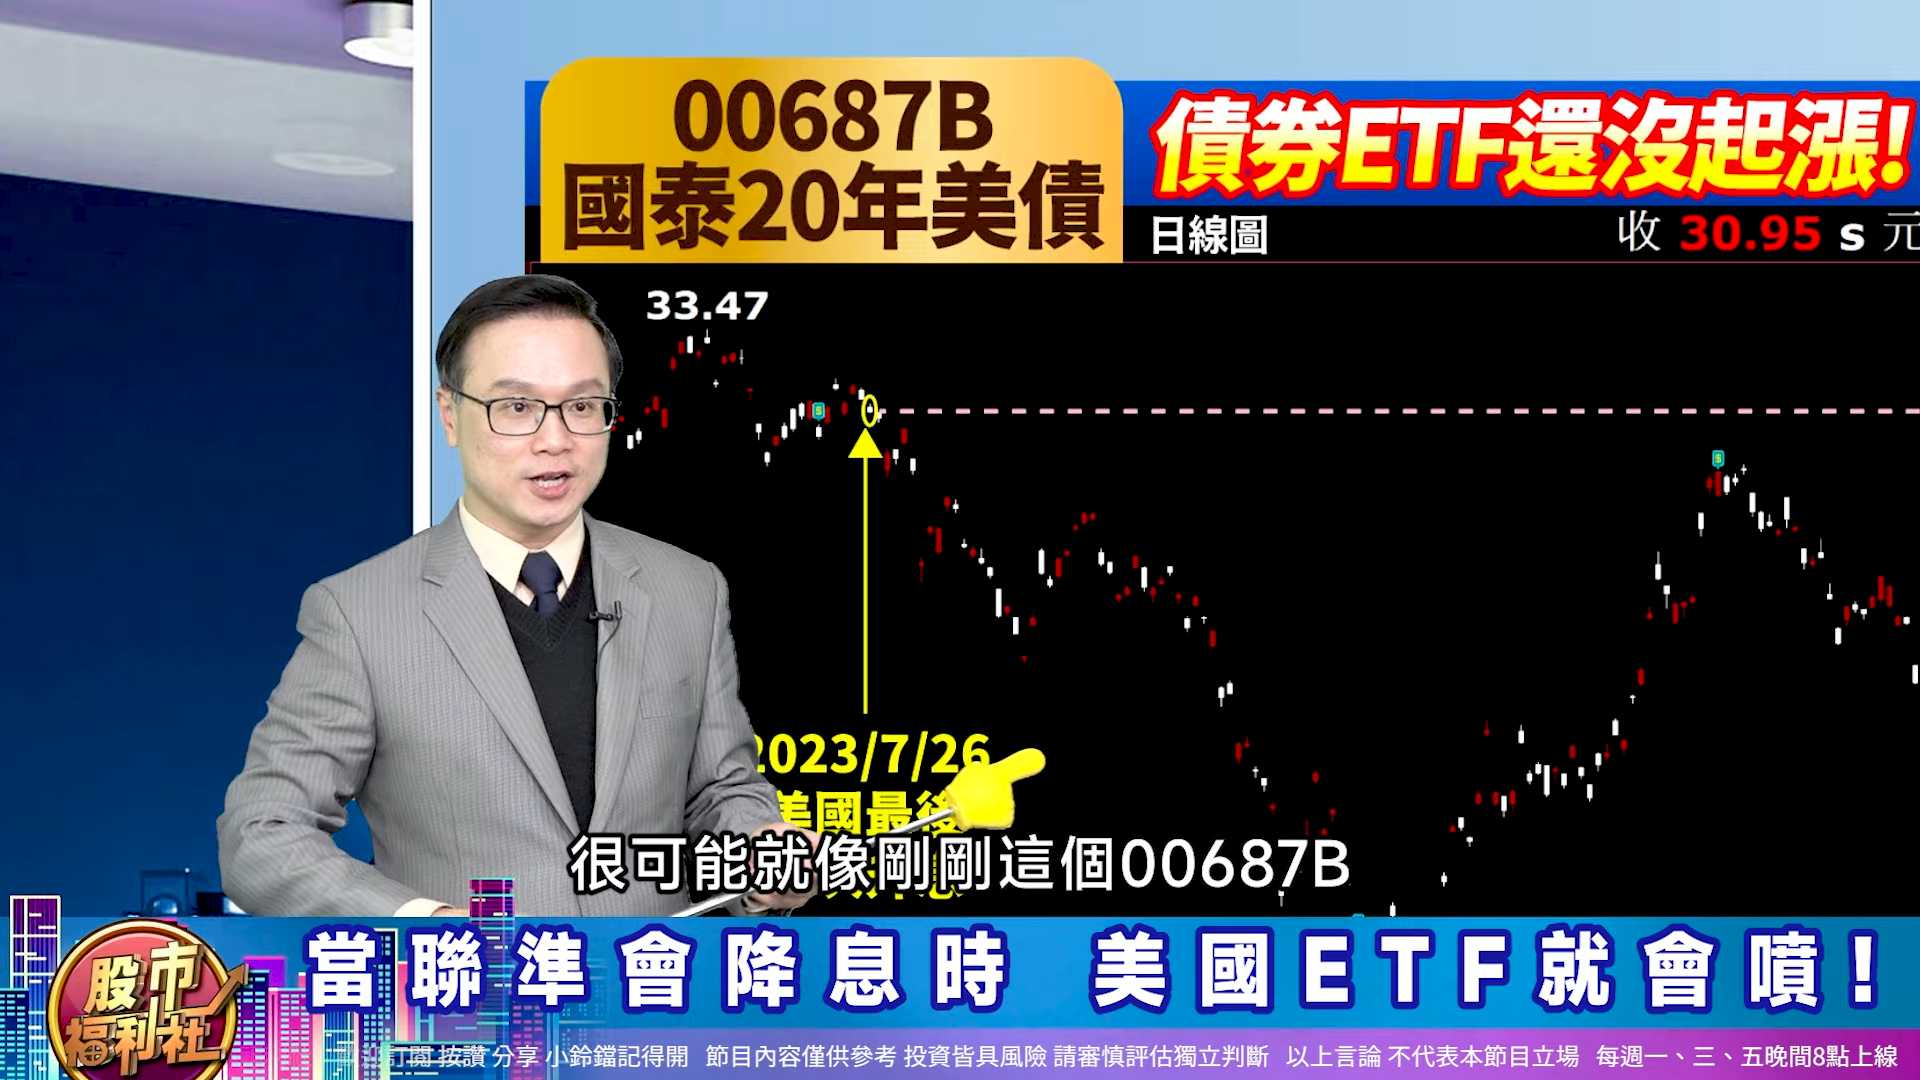 00687B
國泰20年美債
債券ETF還沒起漲!
日線圖
收 30.95 s 元
33.47
2023/7/26
美國最後
很可能就像剛剛這個00687B
當聯準會降息時 美國ETF就會噴!
股市
福利社
訂閱 按讚 分享 小鈴鐺記得開 節目內容僅供參考 投資皆具風險 請審慎評估獨立判斷 以上言論 不代表本節目立場 每週一、三、五晚間8點上線